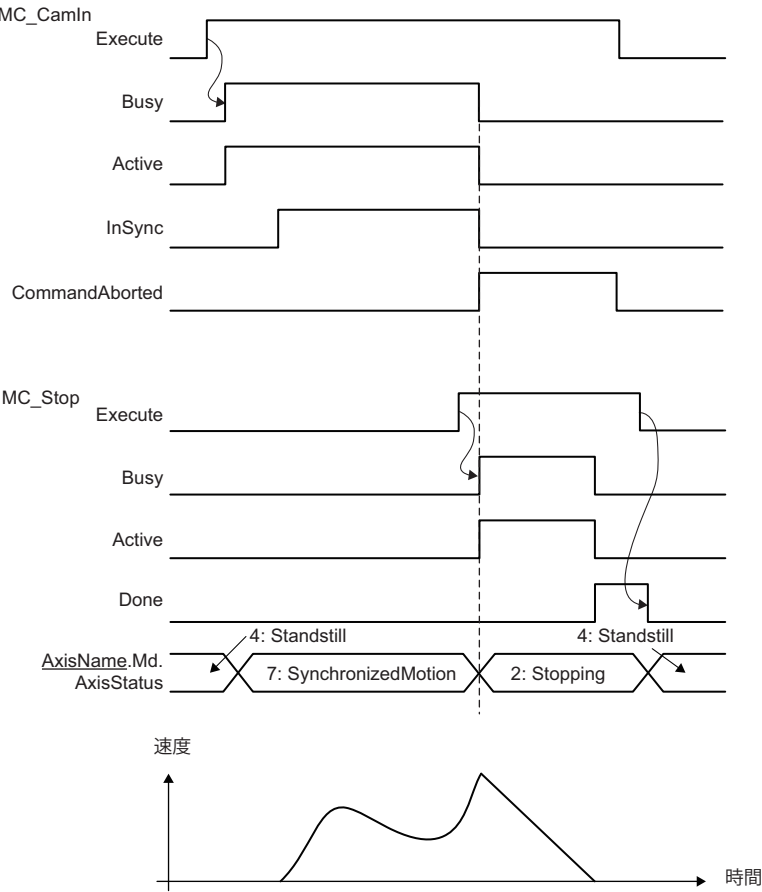 MC_CamIn
Execute
Busy
Active
InSync
CommandAborted
MC_Stop
Execute
Busy
Active
Done
4: Standstill
4: Standstill
AxisName.Md.
AxisStatus
7: SynchronizedMotion
2: Stopping
速度
時間